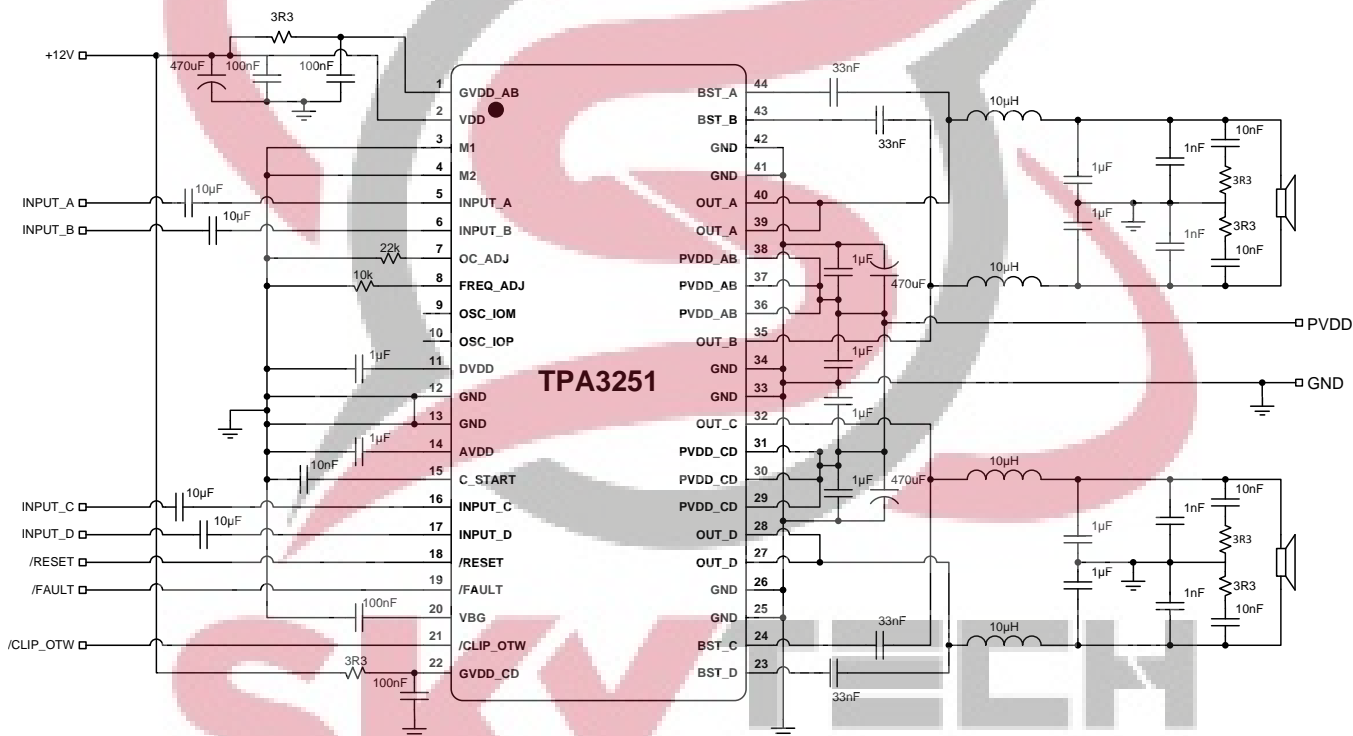 3R3
+12V
470uF
100nF
100nF
1 GVDD_AB
2 VDD
3 M1
4 M2
5 INPUT_A
6 INPUT_B
7 OC_ADJ
8 FREQ_ADJ
9 OSC_IOM
10 OSC_IOP
11 DVDD
12 GND
13 GND
14 AVDD
15 C_START
16 INPUT_C
17 INPUT_D
18 /RESET
19 /FAULT
20 VBG
21 /CLIP_OTW
22 GVDD_CD
TPA3251
BST_A 44
BST_B 43
GND 42
GND 41
OUT_A 40
OUT_A 39
PVDD_AB 38
PVDD_AB 37
PVDD_AB 36
OUT_B 35
GND 34
GND 33
OUT_C 32
PVDD_CD 31
PVDD_CD 30
PVDD_CD 29
OUT_D 28
OUT_D 27
GND 26
GND 25
BST_C 24
BST_D 23
INPUT_A
10µF
INPUT_B
10µF
22k
10k
1µF
1µF
10nF
INPUT_C
10µF
INPUT_D
10µF
/RESET
/FAULT
100nF
/CLIP_OTW
3R3
100nF
33nF
33nF
10µH
1µF
1µF
1nF
1nF
10nF
3R3
3R3
10nF
10µH
1µF
470uF
PVDD
1µF
GND
1µF
1µF
470uF
10µH
1µF
1µF
1nF
1nF
10nF
3R3
3R3
10nF
10µH
33nF
33nF
SKYTECH